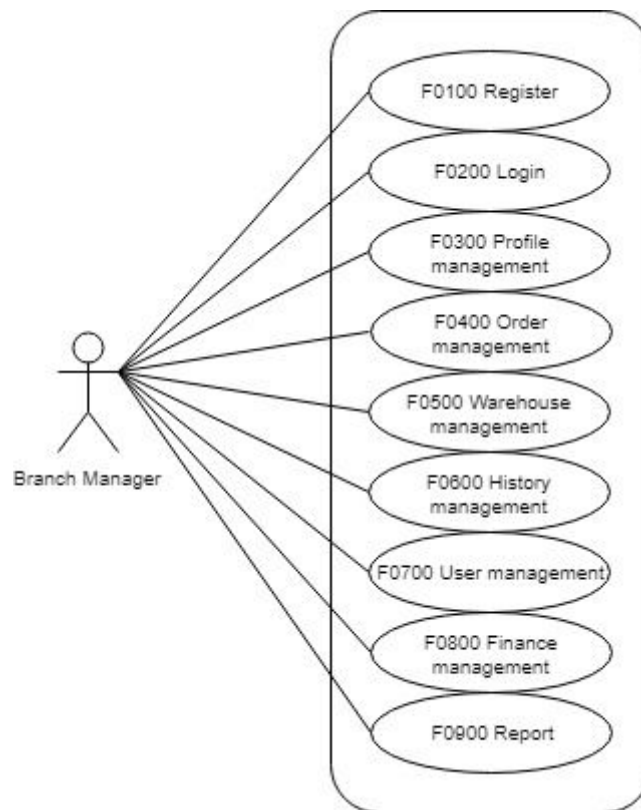 F0100 Register
F0200 Login
F0300 Profile
management
F0400 Order
management
F0500 Warehouse
management
Branch Manager
F0600 History
management
F0700 User management
F0800 Finance
management
F0900 Report